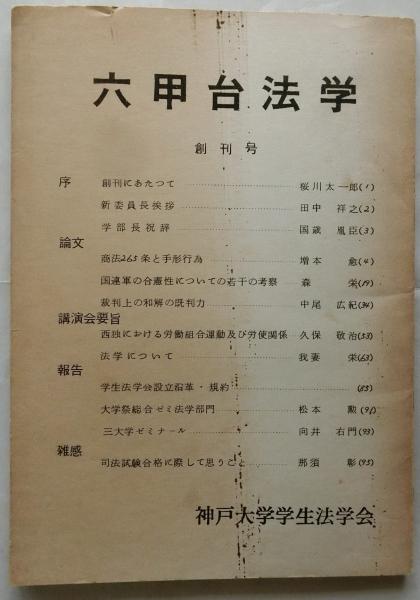 六甲台法学
創刊号
序
創刊にあたつて 桜川太一郎(1)
新委員長挨拶 田中祥之(2)
学部長祝辞 国歳胤臣(3)
論文
商法265条と手形行為 増本愈(4)
国連軍の合憲性についての若干の考察 森栄(19)
裁判上の和解の既判力 中尾広紀(34)
講演会要旨
西独における労働組合運動及び労使関係 久保敬治(53)
法学について 我妻栄(63)
報告
学生法学会設立沿革・規約 (85)
大学祭総合ゼミ法学部門 松本勲(91)
三大学ゼミナール 向井右門(93)
雑感
司法試験合格に際して思うこと 那須彰(95)
神戸大学学生法学会